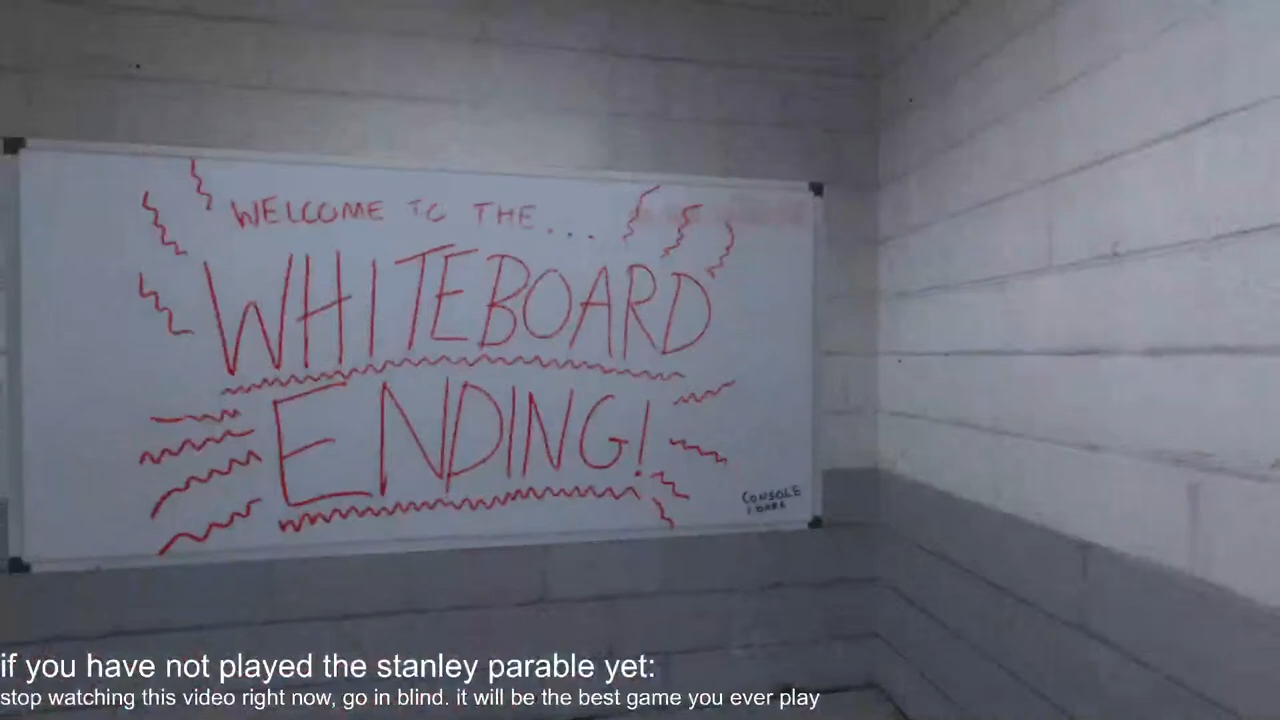 WELCOME TO THE...
WHITEBOARD
ENDING!
CONSOLE
if you have not played the stanley parable yet:
stop watching this video right now, go in blind. it will be the best game you ever play